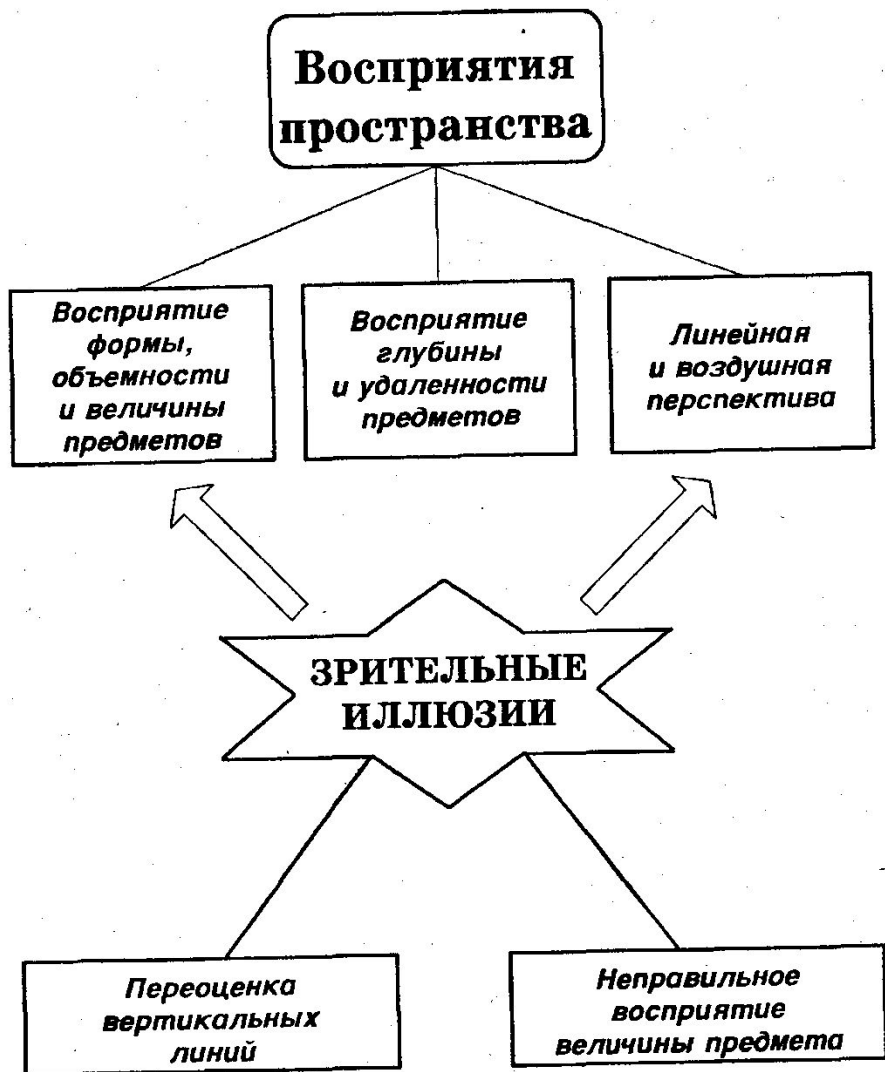 Восприятия
пространства
Восприятие
формы,
объемности
и величины
предметов
Восприятие
глубины
и удаленности
предметов
Линейная
и воздушная
перспектива
ЗРИТЕЛЬНЫЕ
ИЛЛЮЗИИ
Переоценка
вертикальных
линий
Неправильное
восприятие
величины предмета